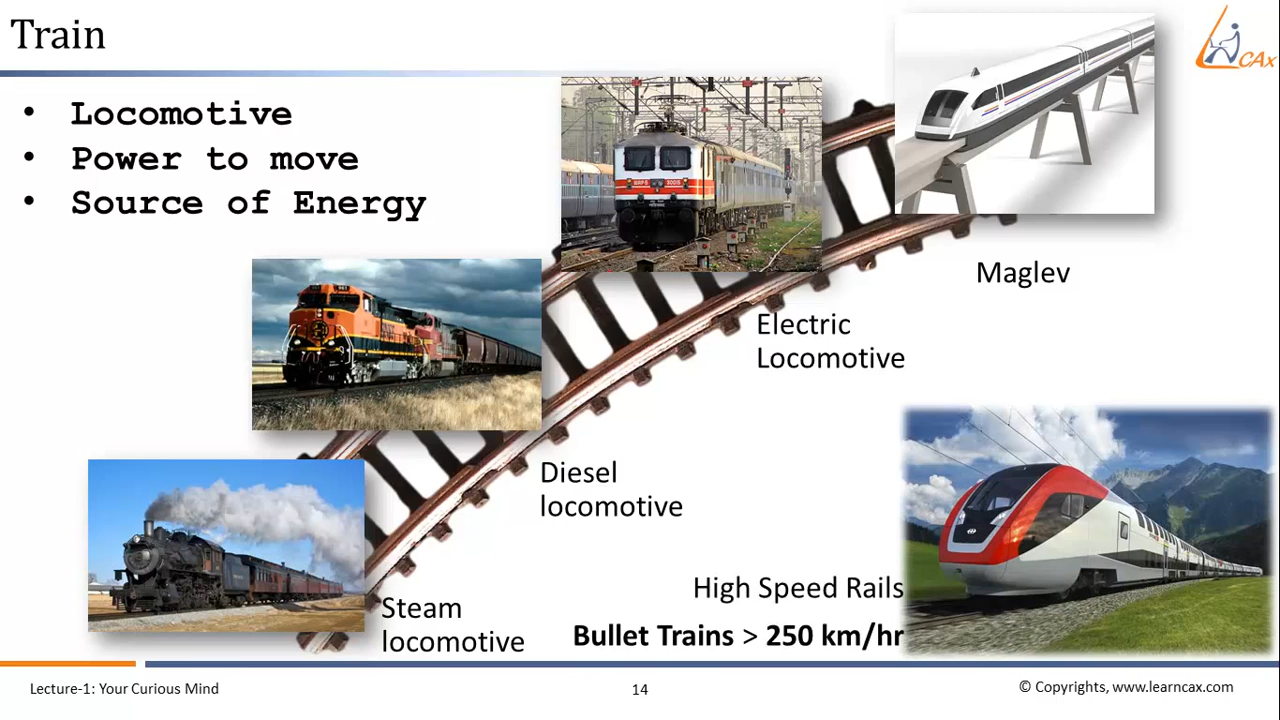 Train
CAx
• Locomotive
• Power to move
• Source of Energy
Maglev
Electric
Locomotive
Diesel
locomotive
High Speed Rails
Steam
locomotive
Bullet Trains > 250 km/hr
Lecture-1: Your Curious Mind
14
© Copyrights, www.learncax.com